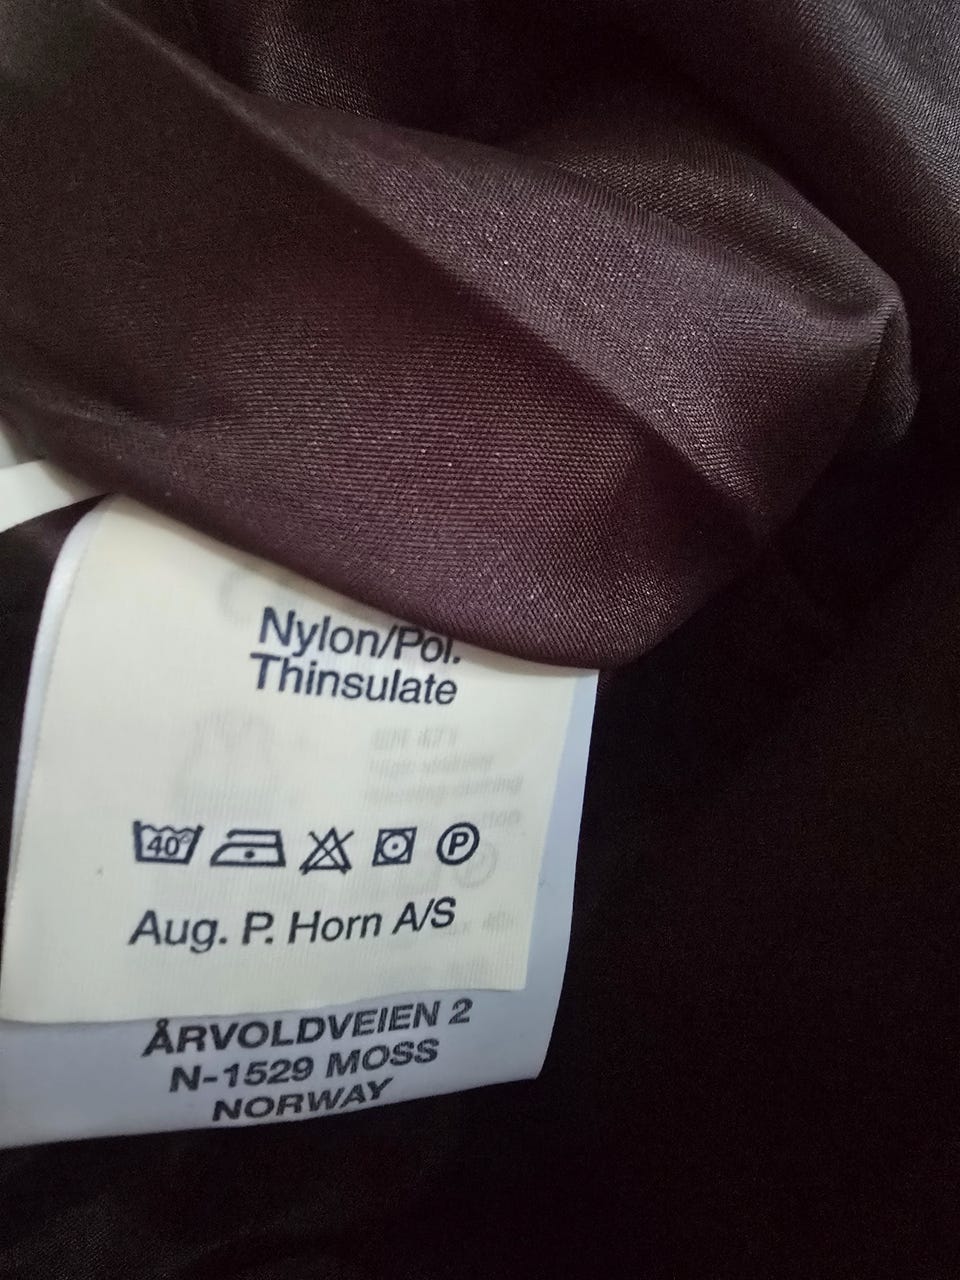 Nylon/Pol.
Thinsulate
40° P
Aug. P. Horn A/S
ÅRVOLDVEIEN 2
N-1529 MOSS
NORWAY